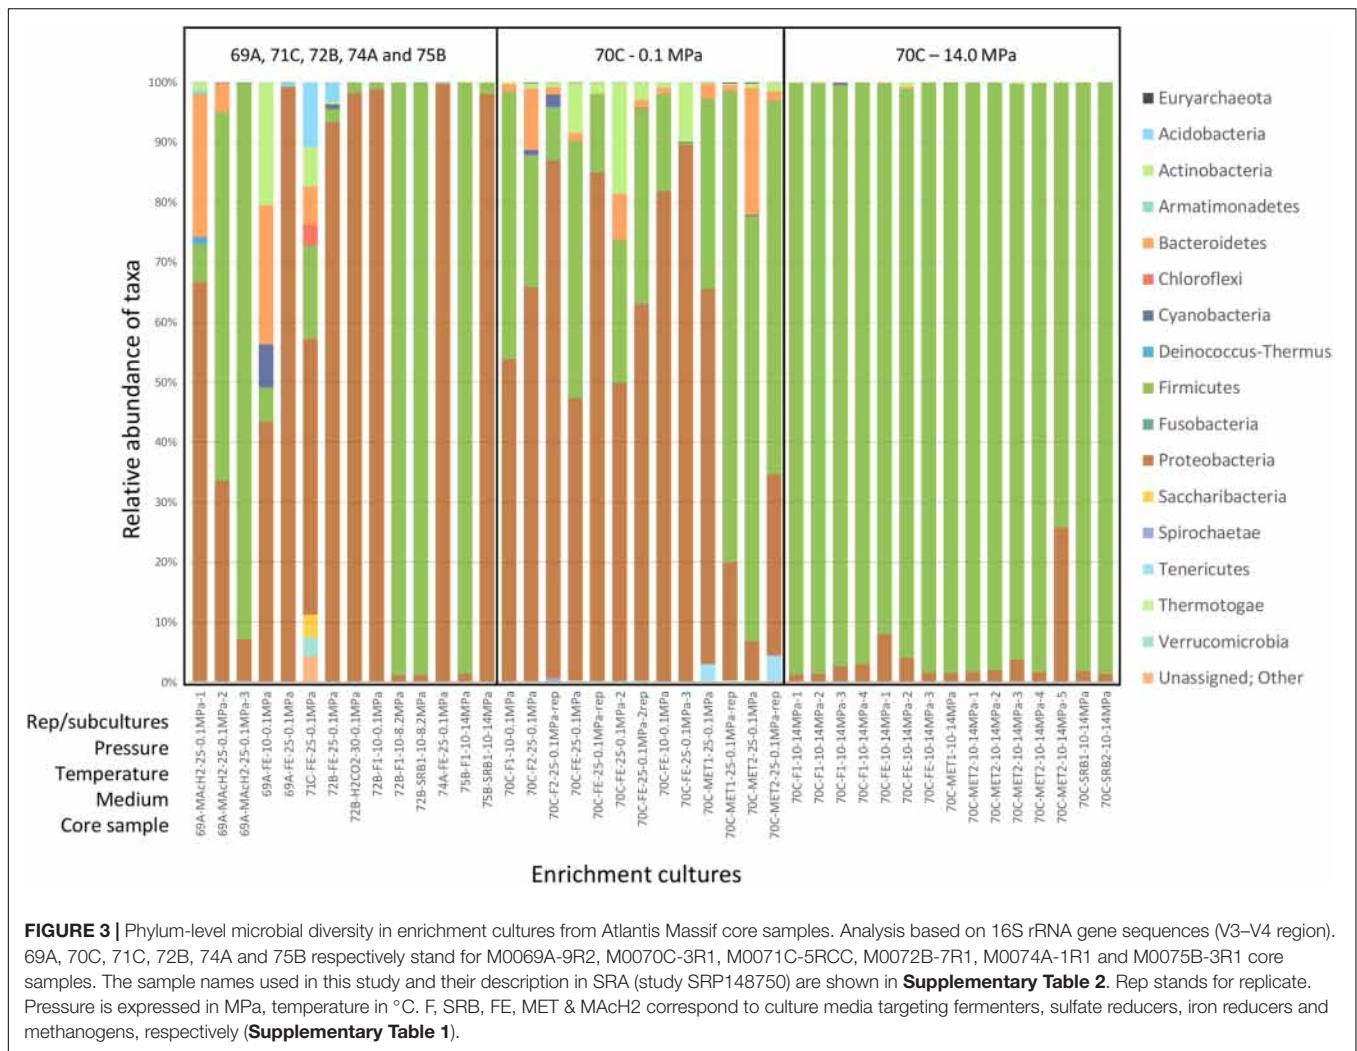 69A, 71C, 72B, 74A and 75B
70C - 0.1 MPa
70C – 14.0 MPa
Relative abundance of taxa
100%
90%
80%
70%
60%
50%
40%
30%
20%
10%
0%
Euryarchaeota
Acidobacteria
Actinobacteria
Armatimonadetes
Bacteroidetes
Chloroflexi
Cyanobacteria
Deinococcus-Thermus
Firmicutes
Fusobacteria
Proteobacteria
Saccharibacteria
Spirochaetae
Tenericutes
Thermotogae
Verrucomicrobia
Unassigned; Other
Rep/subcultures
Pressure
Temperature
Medium
Core sample
69A-MAcH2-25-0.1MPa-1
69A-MAcH2-25-0.1MPa-2
69A-MAcH2-25-0.1MPa-3
69A-FE-10-0.1MPa
69A-FE-25-0.1MPa
71C-FE-25-0.1MPa
72B-FE-25-0.1MPa
72B-H2CO2-30-0.1MPa
72B-F1-10-0.1MPa
72B-F1-10-8.2MPa
72B-SRB1-10-8.2MPa
74A-FE-25-0.1MPa
75B-F1-10-14MPa
75B-SRB1-10-14MPa
70C-F1-10-0.1MPa
70C-F2-25-0.1MPa
70C-F2-25-0.1MPa-rep
70C-FE-25-0.1MPa
70C-FE-25-0.1MPa-rep
70C-FE-25-0.1MPa-2
70C-FE-25-0.1MPa-2rep
70C-FE-10-0.1MPa
70C-FE-25-0.1MPa-3
70C-MET1-25-0.1MPa
70C-MET1-25-0.1MPa-rep
70C-MET2-25-0.1MPa
70C-MET2-25-0.1MPa-rep
70C-F1-10-14MPa-1
70C-F1-10-14MPa-2
70C-F1-10-14MPa-3
70C-F1-10-14MPa-4
70C-FE-10-14MPa-1
70C-FE-10-14MPa-2
70C-FE-10-14MPa-3
70C-MET1-10-14MPa
70C-MET2-10-14MPa-1
70C-MET2-10-14MPa-2
70C-MET2-10-14MPa-3
70C-MET2-10-14MPa-4
70C-MET2-10-14MPa-5
70C-SRB1-10-14MPa
70C-SRB2-10-14MPa
Enrichment cultures
FIGURE 3 | Phylum-level microbial diversity in enrichment cultures from Atlantis Massif core samples. Analysis based on 16S rRNA gene sequences (V3–V4 region).
69A, 70C, 71C, 72B, 74A and 75B respectively stand for M0069A-9R2, M0070C-3R1, M0071C-5RCC, M0072B-7R1, M0074A-1R1 and M0075B-3R1 core
samples. The sample names used in this study and their description in SRA (study SRP148750) are shown in Supplementary Table 2. Rep stands for replicate.
Pressure is expressed in MPa, temperature in °C. F, SRB, FE, MET & MAcH2 correspond to culture media targeting fermenters, sulfate reducers, iron reducers and
methanogens, respectively (Supplementary Table 1).